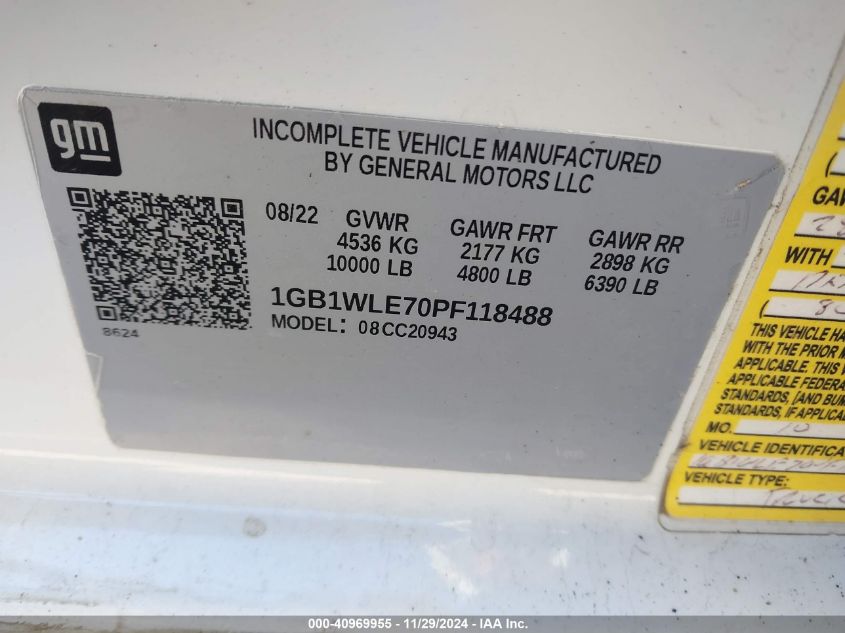 gm
INCOMPLETE VEHICLE MANUFACTURED
BY GENERAL MOTORS LLC
08/22 GVWR GAWR FRT GAWR RR
4536 KG 2177 KG 2898 KG
10000 LB 4800 LB 6390 LB
1GB1WLE70PF118488
MODEL: 08CC20943
8624
GAW
WITH
THIS VEHICLE HA
WITH THE PRIOR M
APPLICABLE. THIS V
APPLICABLE FEDERA
STANDARDS, [AND BUM
STANDARDS, IF APPLICA
MO. 10
VEHICLE IDENTIFICA
VEHICLE TYPE:
000-40969955 - 11/29/2024 - IAA Inc.